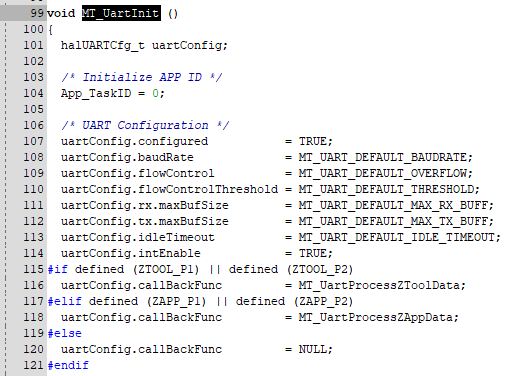 99 void MT_UartInit ()
100 {
101 halUARTCfg_t uartConfig;
102
103 /* Initialize APP ID */
104 App_TaskID = 0;
105
106 /* UART Configuration */
107 uartConfig.configured = TRUE;
108 uartConfig.baudRate = MT_UART_DEFAULT_BAUDRATE;
109 uartConfig.flowControl = MT_UART_DEFAULT_OVERFLOW;
110 uartConfig.flowControlThreshold = MT_UART_DEFAULT_THRESHOLD;
111 uartConfig.rx.maxBufSize = MT_UART_DEFAULT_MAX_RX_BUFF;
112 uartConfig.tx.maxBufSize = MT_UART_DEFAULT_MAX_TX_BUFF;
113 uartConfig.idleTimeout = MT_UART_DEFAULT_IDLE_TIMEOUT;
114 uartConfig.intEnable = TRUE;
115 #if defined (ZTOOL_P1) || defined (ZTOOL_P2)
116 uartConfig.callBackFunc = MT_UartProcessZToolData;
117 #elif defined (ZAPP_P1) || defined (ZAPP_P2)
118 uartConfig.callBackFunc = MT_UartProcessZAppData;
119 #else
120 uartConfig.callBackFunc = NULL;
121 #endif